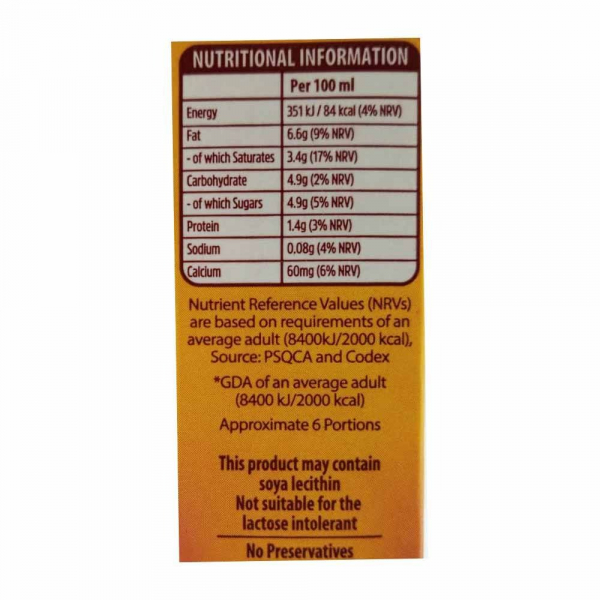 NUTRITIONAL INFORMATION
Per 100 ml
Energy 351 kJ / 84 kcal (4% NRV)
Fat 6.6g (9% NRV)
- of which Saturates 3.4g (17% NRV)
Carbohydrate 4.9g (2% NRV)
- of which Sugars 4.9g (5% NRV)
Protein 1.4g (3% NRV)
Sodium 0.08g (4% NRV)
Calcium 60mg (6% NRV)
Nutrient Reference Values (NRVs)
are based on requirements of an
average adult (8400kJ/2000 kcal),
Source: PSQCA and Codex
*GDA of an average adult
(8400 kJ/2000 kcal)
Approximate 6 Portions
This product may contain
soya lecithin
Not suitable for the
lactose intolerant
No Preservatives